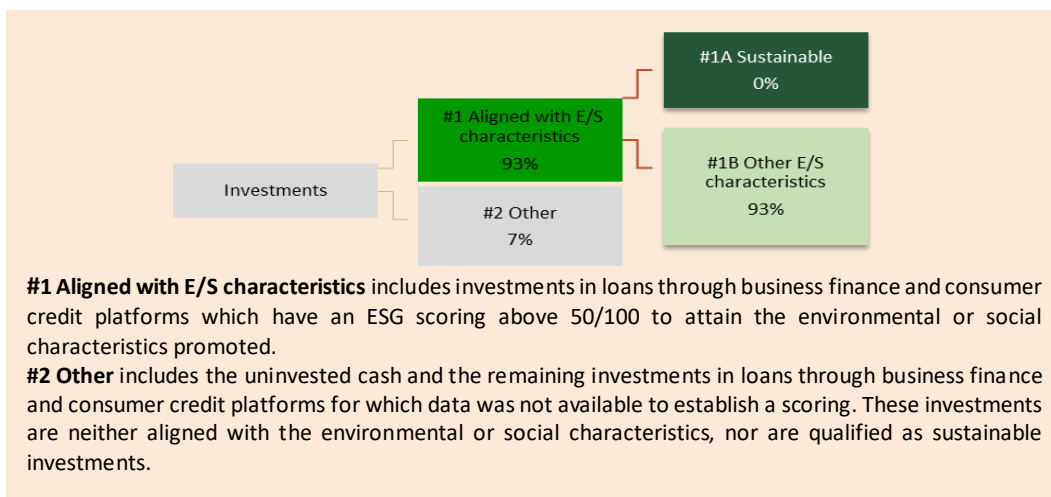 #1A Sustainable
0%
#1 Aligned with E/S
characteristics
93%
#1B Other E/S
characteristics
93%
Investments
#2 Other
7%
#1 Aligned with E/S characteristics includes investments in loans through business finance and consumer
credit platforms which have an ESG scoring above 50/100 to attain the environmental or social
characteristics promoted.
#2 Other includes the uninvested cash and the remaining investments in loans through business finance
and consumer credit platforms for which data was not available to establish a scoring. These investments
are neither aligned with the environmental or social characteristics, nor are qualified as sustainable
investments.